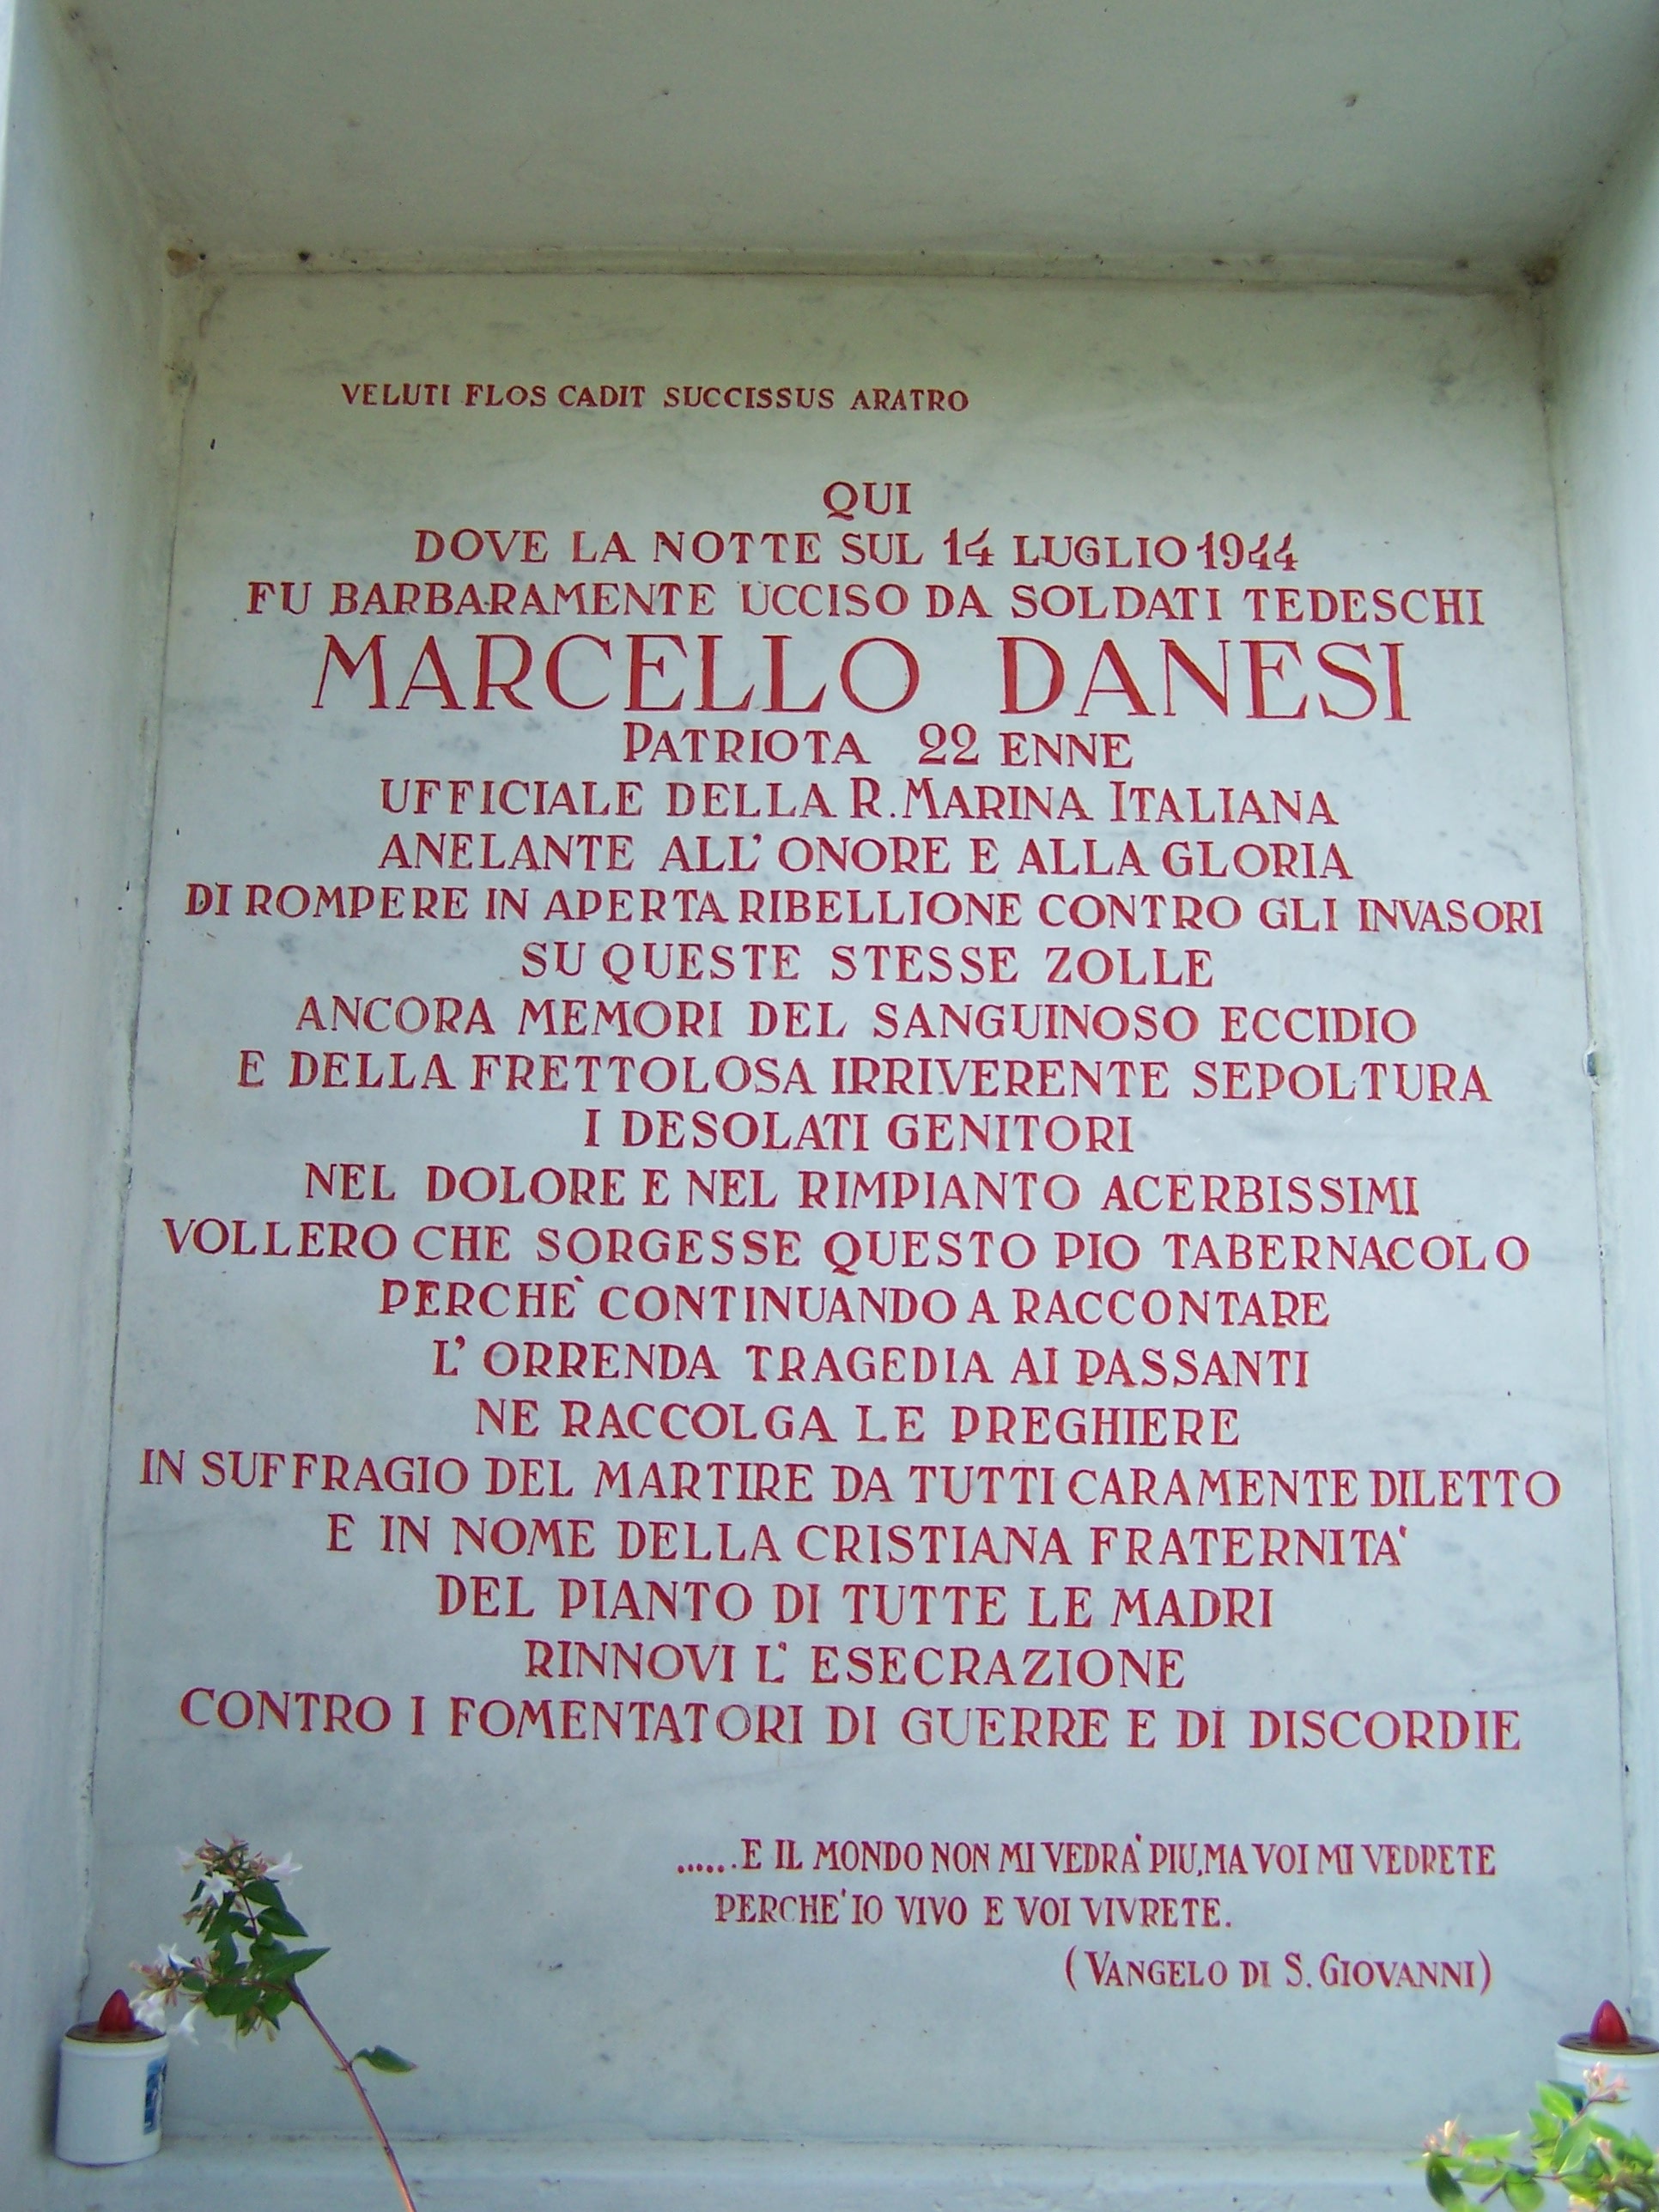 VELUTI FLOS CADIT SUCCISSUS ARATRO
QUI
DOVE LA NOTTE SUL 14 LUGLIO 1944
FU BARBARAMENTE UCCISO DA SOLDATI TEDESCHI
MARCELLO DANESI
PATRIOTA 22 ENNE
UFFICIALE DELLA R. MARINA ITALIANA
ANELANTE ALL' ONORE E ALLA GLORIA
DI ROMPERE IN APERTA RIBELLIONE CONTRO GLI INVASORI
SU QUESTE STESSE ZOLLE
ANCORA MEMORI DEL SANGUINOSO ECCIDIO
E DELLA FRETTOLOSA IRRIVERENTE SEPOLTURA
I DESOLATI GENITORI
NEL DOLORE E NEL RIMPIANTO ACERBISSIMI
VOLLERO CHE SORGESSE QUESTO PIO TABERNACOLO
PERCHE' CONTINUANDO A RACCONTARE
L' ORRENDA TRAGEDIA AI PASSANTI
NE RACCOLGA LE PREGHIERE
IN SUFFRAGIO DEL MARTIRE DA TUTTI CARAMENTE DILETTO
E IN NOME DELLA CRISTIANA FRATERNITA'
DEL PIANTO DI TUTTE LE MADRI
RINNOVI L' ESECRAZIONE
CONTRO I FOMENTATORI DI GUERRE E DI DISCORDIE
...... E IL MONDO NON MI VEDRA' PIU, MA VOI MI VEDRETE
PERCHE' IO VIVO E VOI VIVRETE.
(VANGELO DI S. GIOVANNI)